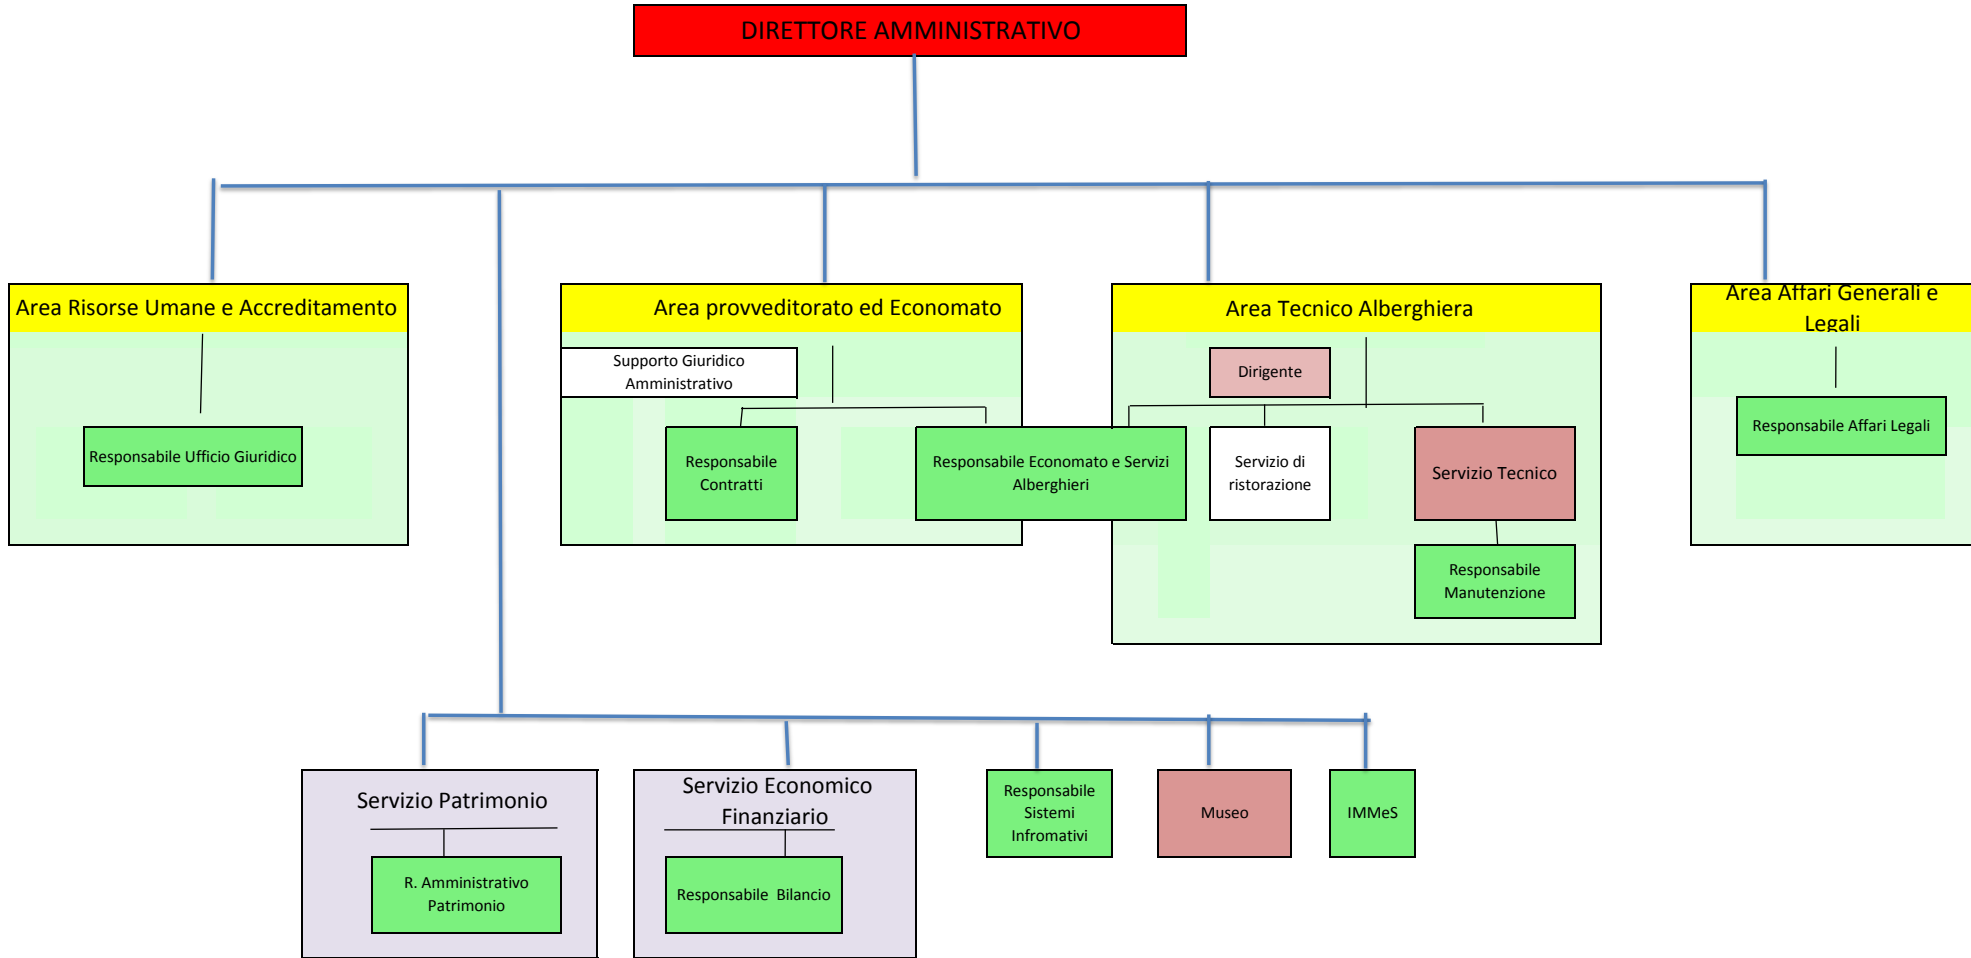 DIRETTORE AMMINISTRATIVO
Area Risorse Umane e Accreditamento
Responsabile Ufficio Giuridico
Area provveditorato ed Economato
Supporto Giuridico
Amministrativo
Responsabile
Contratti
Responsabile Economato e Servizi
Alberghieri
Area Tecnico Alberghiera
Dirigente
Servizio di
ristorazione
Servizio Tecnico
Responsabile
Manutenzione
Area Affari Generali e
Legali
Responsabile Affari Legali
Servizio Patrimonio
R. Amministrativo
Patrimonio
Servizio Economico
Finanziario
Responsabile Bilancio
Responsabile
Sistemi
Infromativi
Museo
IMMeS